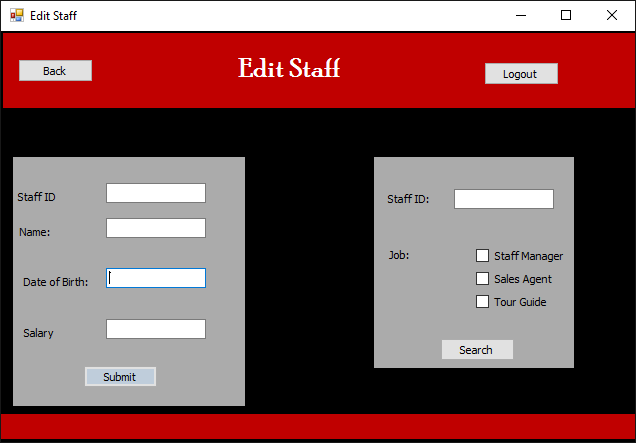 Edit Staff
Back
Edit Staff
Logout
Staff ID
Name:
Date of Birth:
Salary
Submit
Staff ID:
Job:
Staff Manager
Sales Agent
Tour Guide
Search